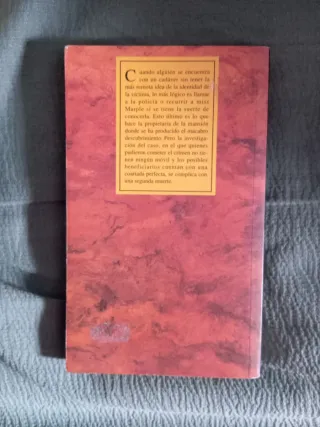 Cuando alguien se encuentra
con un cadáver sin tener la
más remota idea de la identidad de
la víctima, lo más lógico es llamar
a la policía o recurrir a miss
Marple si se tiene la suerte de
conocerla. Esto último es lo que
hace la propietaria de la mansión
donde se ha producido el macabro
descubrimiento. Pero la investiga-
ción del caso, en el que quienes
pudieron cometer el crimen no tie-
nen ningún móvil y los posibles
beneficiarios cuentan con una
coartada perfecta, se complica con
una segunda muerte.